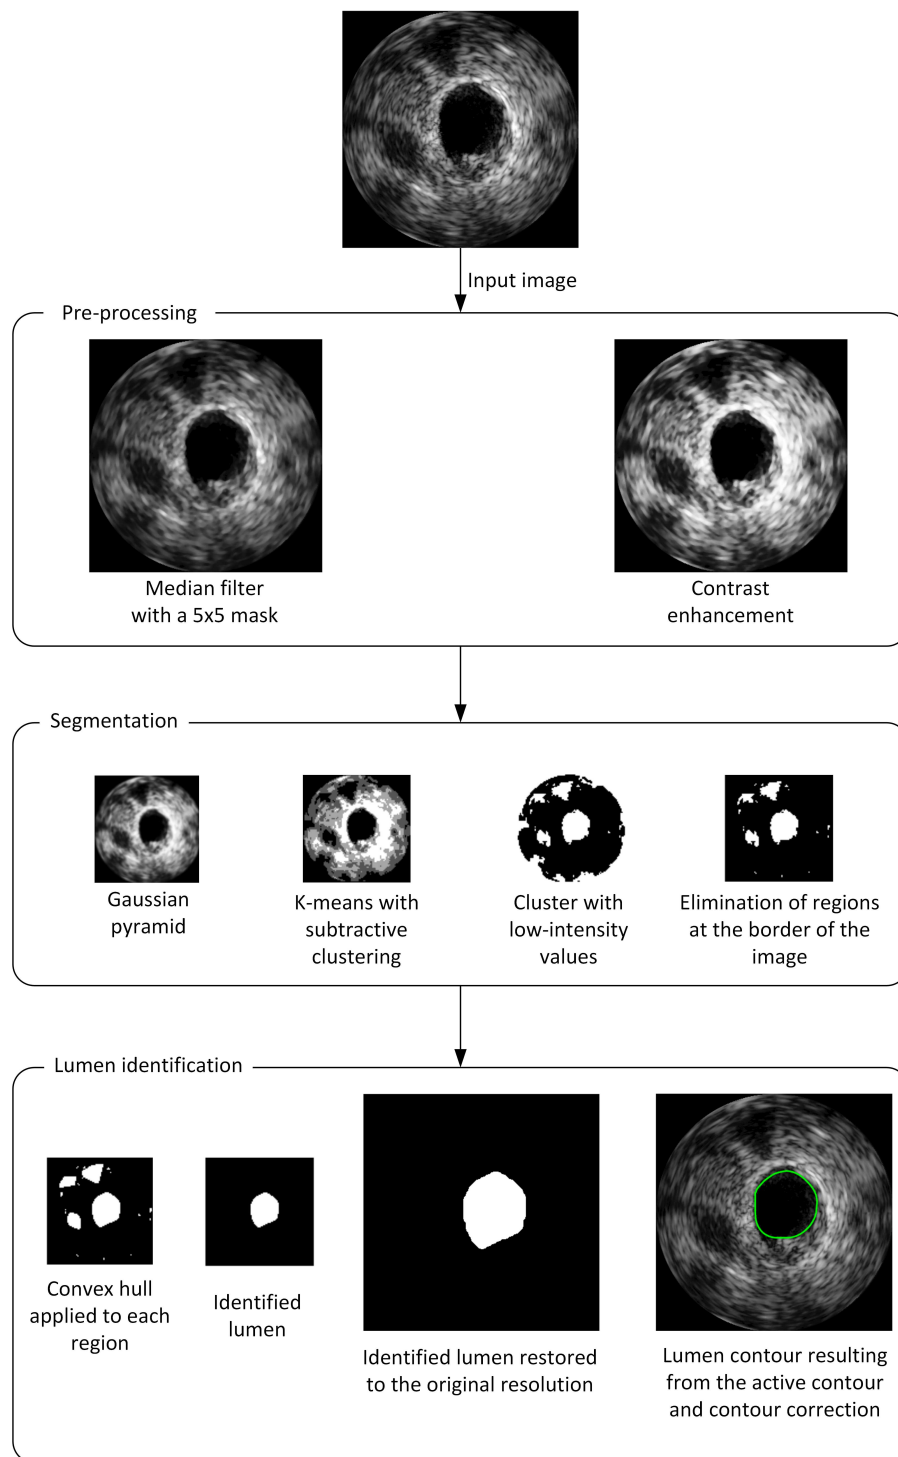 Input image
Pre-processing
Median filter
with a 5x5 mask
Contrast
enhancement
Segmentation
Gaussian
pyramid
K-means with
subtractive
clustering
Cluster with
low-intensity
values
Elimination of regions
at the border of the
image
Lumen identification
Convex hull
applied to each
region
Identified
lumen
Identified lumen restored
to the original resolution
Lumen contour resulting
from the active contour
and contour correction